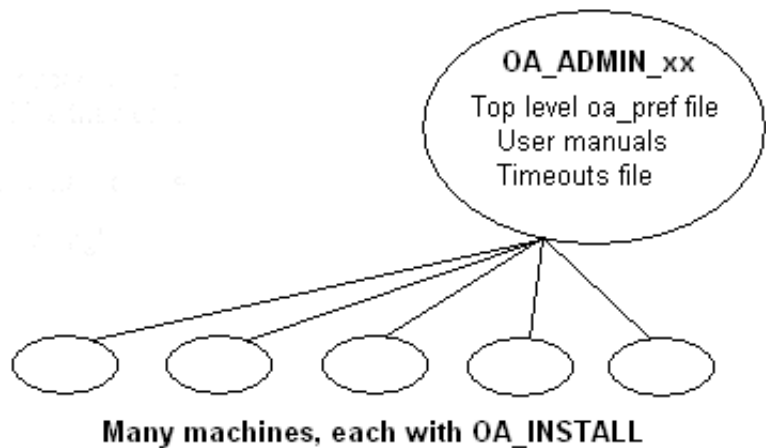 OA_ADMIN_xx
Top level oa_pref file
User manuals
Timeouts file
Many machines, each with OA_INSTALL